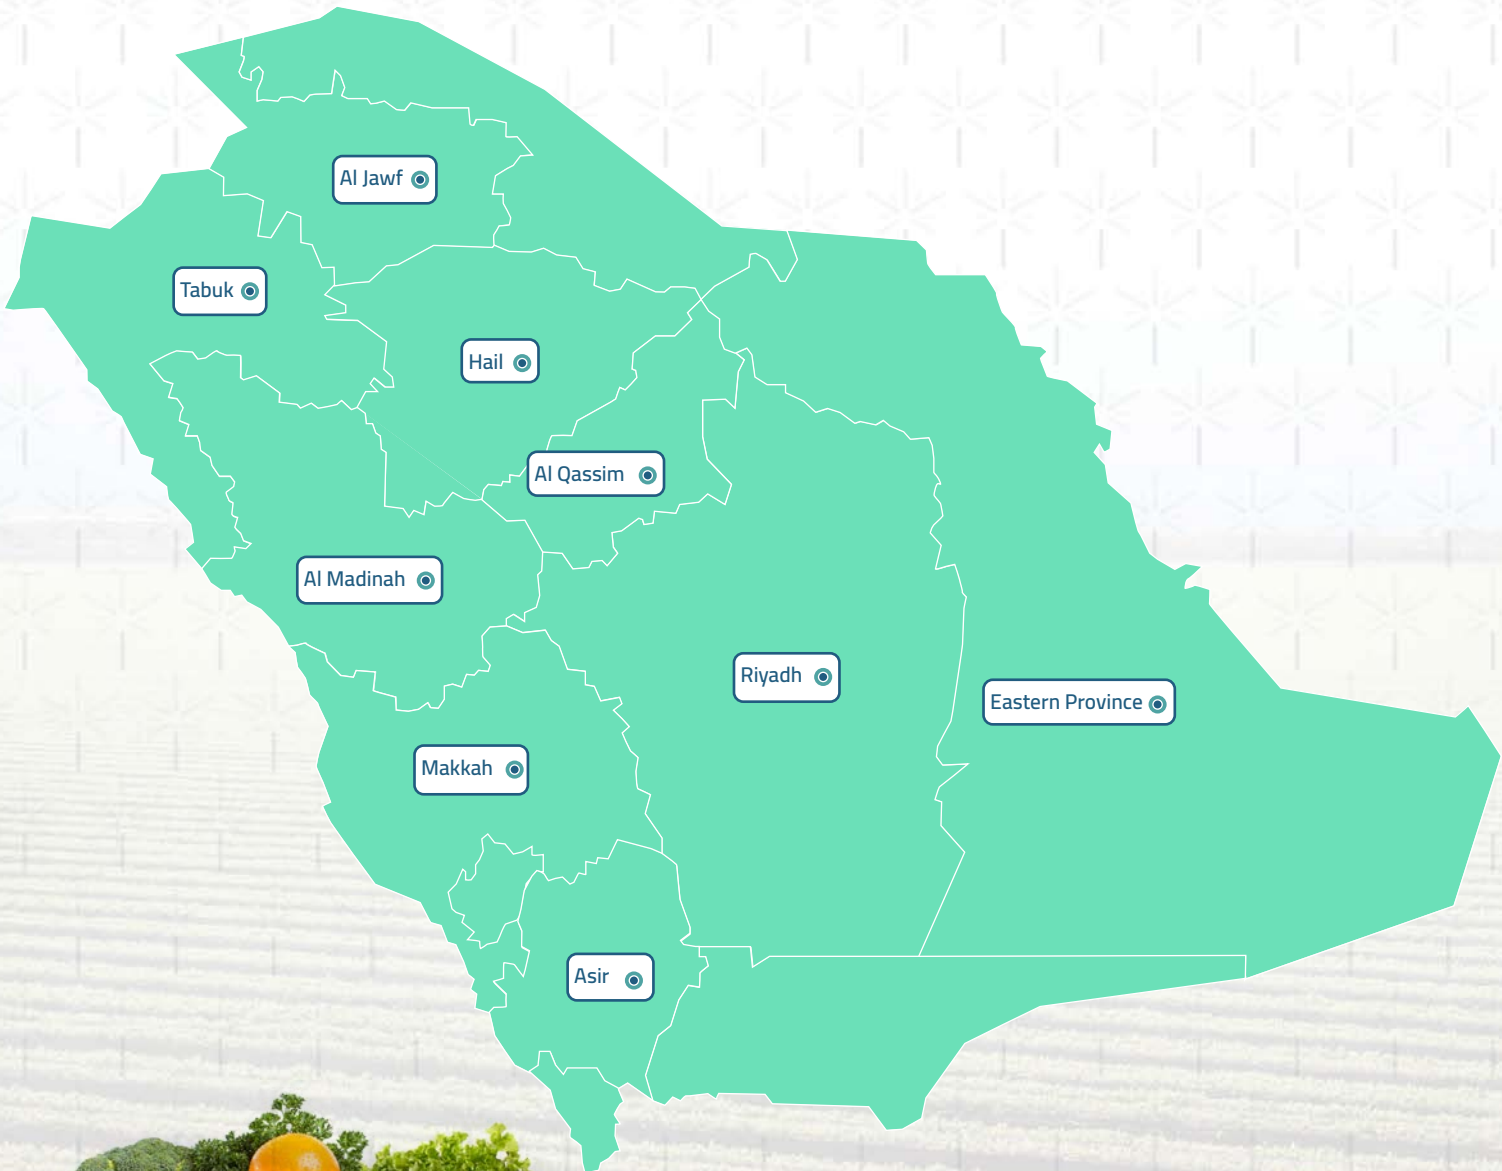 Al Jawf
Tabuk
Hail
Al Qassim
Al Madinah
Riyadh
Eastern Province
Makkah
Asir